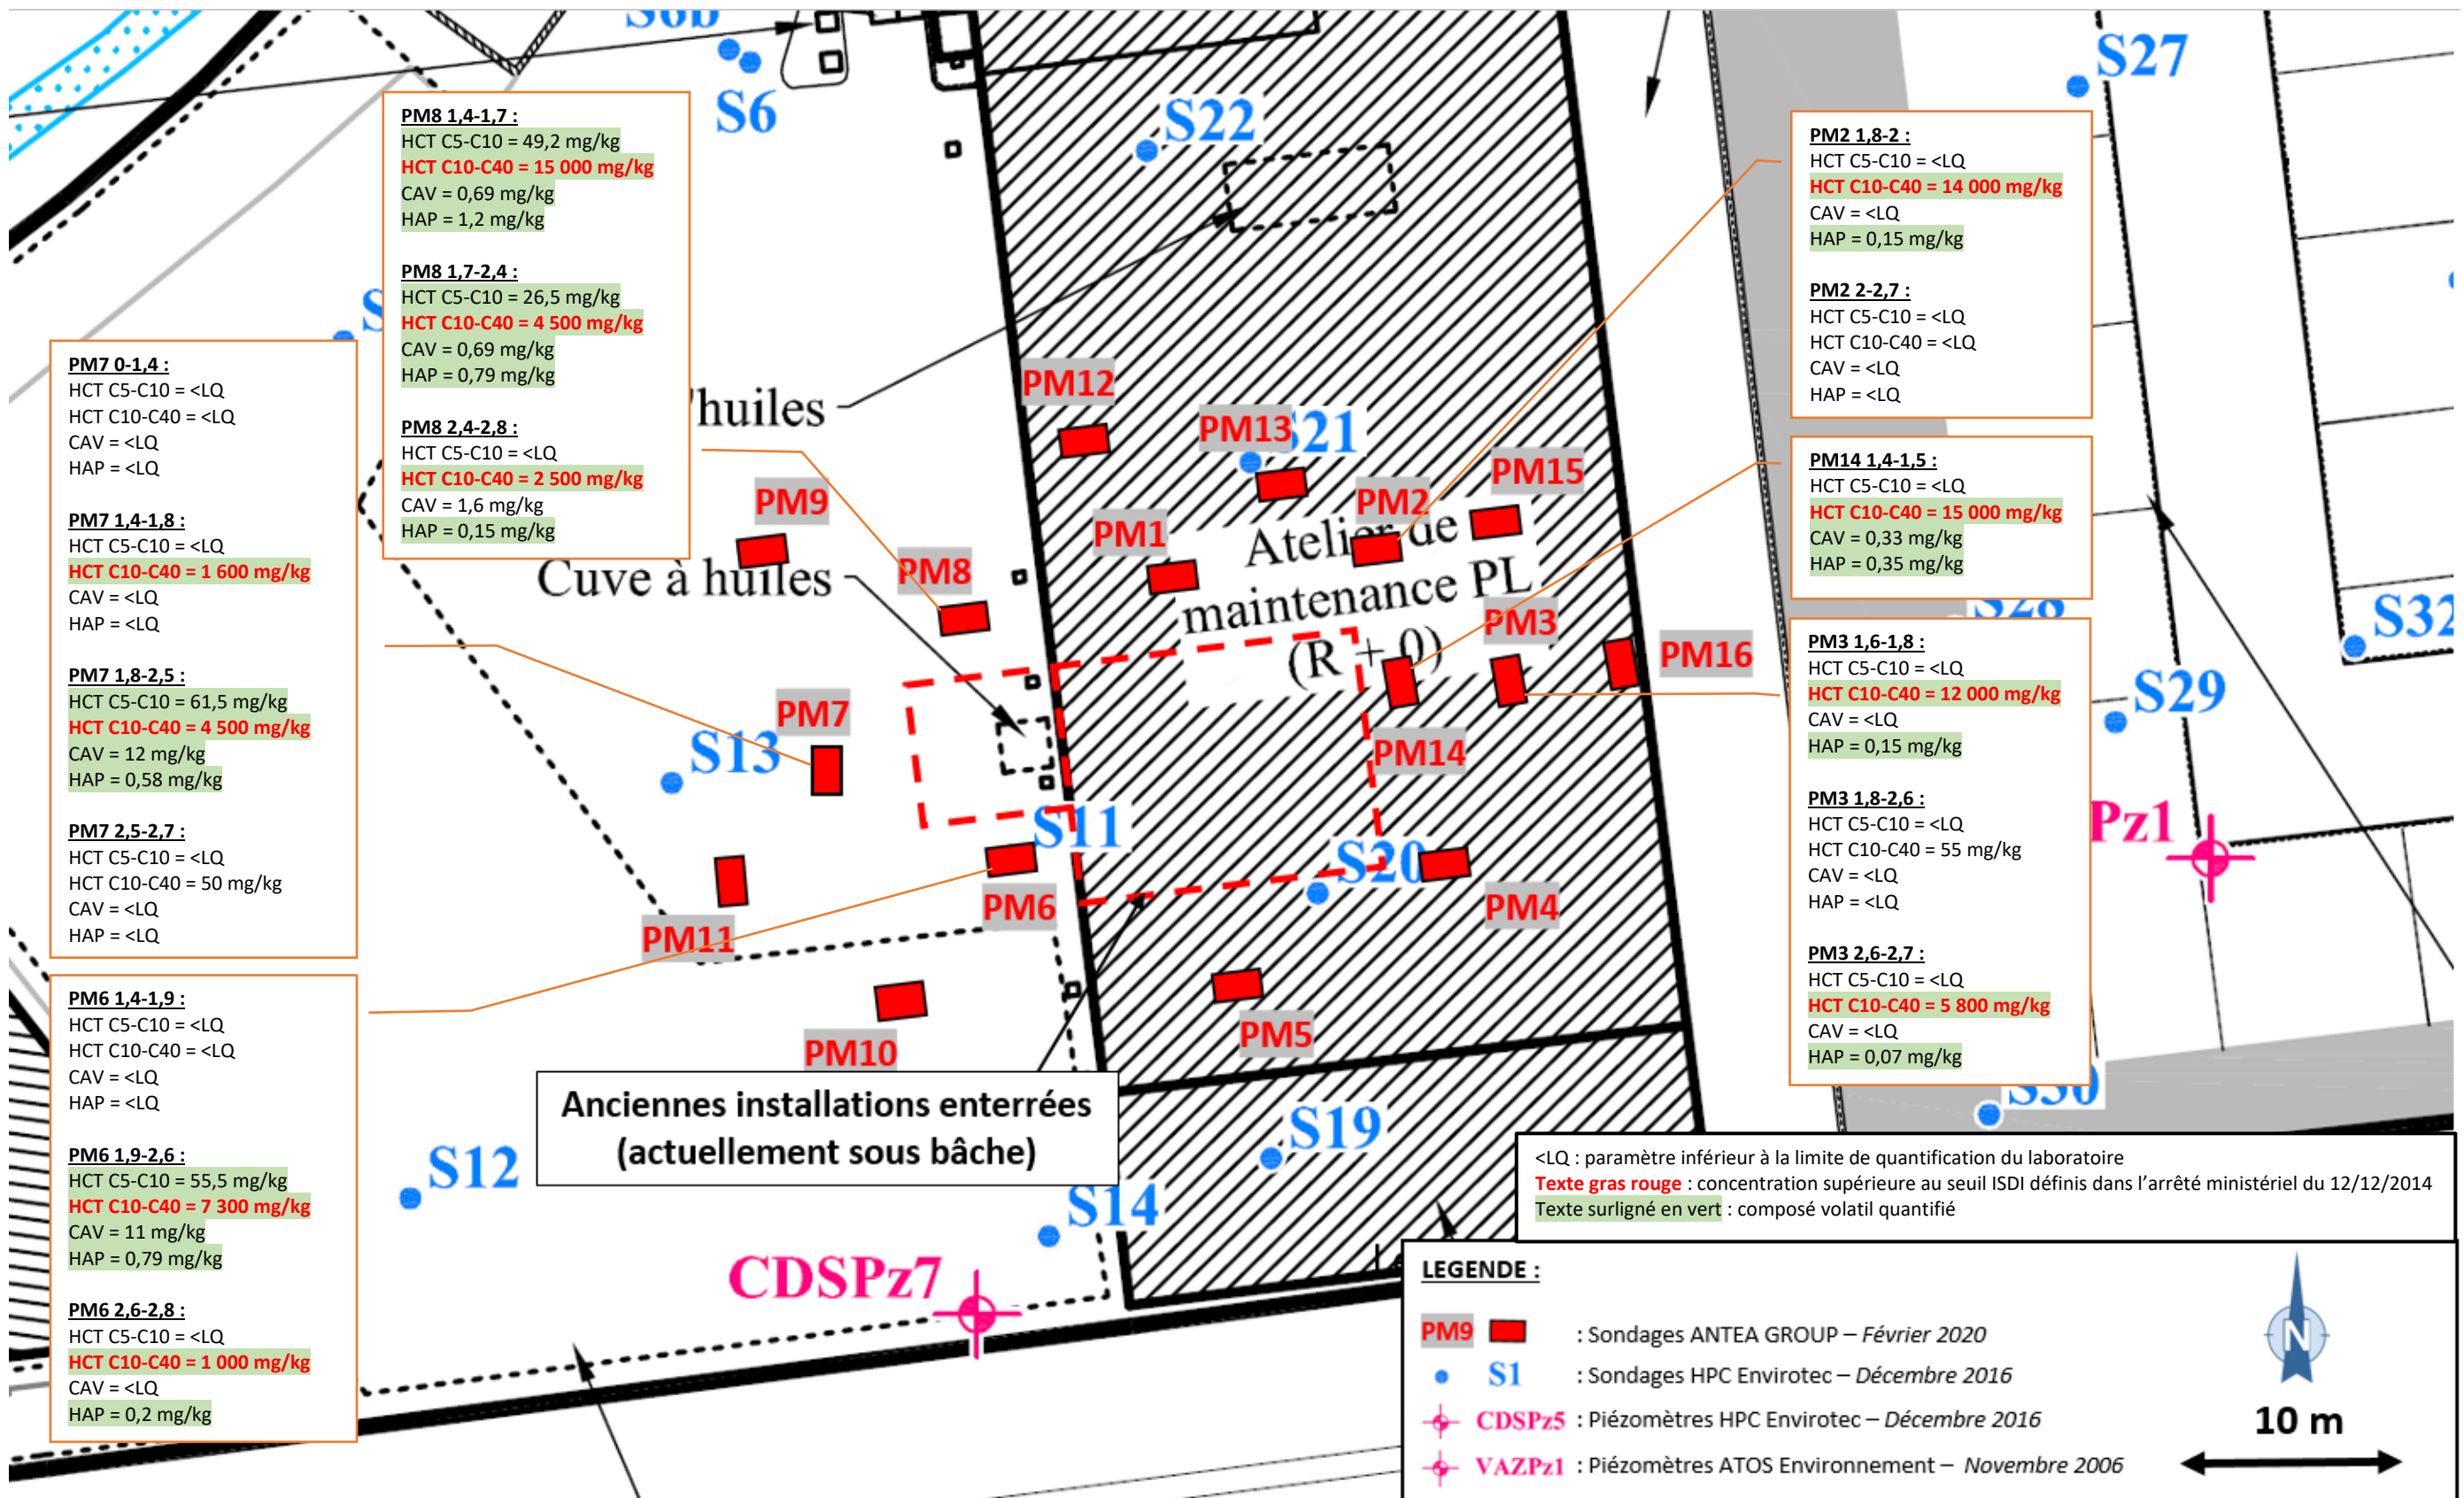 S6b
S6
S22
S27
PM8 1,4-1,7 :
HCT C5-C10 = 49,2 mg/kg
HCT C10-C40 = 15 000 mg/kg
CAV = 0,69 mg/kg
HAP = 1,2 mg/kg
PM8 1,7-2,4 :
HCT C5-C10 = 26,5 mg/kg
HCT C10-C40 = 4 500 mg/kg
CAV = 0,69 mg/kg
HAP = 0,79 mg/kg
PM8 2,4-2,8 :
HCT C5-C10 = <LQ
HCT C10-C40 = 2 500 mg/kg
CAV = 1,6 mg/kg
HAP = 0,15 mg/kg
PM2 1,8-2 :
HCT C5-C10 = <LQ
HCT C10-C40 = 14 000 mg/kg
CAV = <LQ
HAP = 0,15 mg/kg
PM2 2-2,7 :
HCT C5-C10 = <LQ
HCT C10-C40 = <LQ
CAV = <LQ
HAP = <LQ
PM7 0-1,4 :
HCT C5-C10 = <LQ
HCT C10-C40 = <LQ
CAV = <LQ
HAP = <LQ
PM7 1,4-1,8 :
HCT C5-C10 = <LQ
HCT C10-C40 = 1 600 mg/kg
CAV = <LQ
HAP = <LQ
PM7 1,8-2,5 :
HCT C5-C10 = 61,5 mg/kg
HCT C10-C40 = 4 500 mg/kg
CAV = 12 mg/kg
HAP = 0,58 mg/kg
PM7 2,5-2,7 :
HCT C5-C10 = <LQ
HCT C10-C40 = 50 mg/kg
CAV = <LQ
HAP = <LQ
PM14 1,4-1,5 :
HCT C5-C10 = <LQ
HCT C10-C40 = 15 000 mg/kg
CAV = 0,33 mg/kg
HAP = 0,35 mg/kg
PM3 1,6-1,8 :
HCT C5-C10 = <LQ
HCT C10-C40 = 12 000 mg/kg
CAV = <LQ
HAP = 0,15 mg/kg
PM3 1,8-2,6 :
HCT C5-C10 = <LQ
HCT C10-C40 = 55 mg/kg
CAV = <LQ
HAP = <LQ
PM3 2,6-2,7 :
HCT C5-C10 = <LQ
HCT C10-C40 = 5 800 mg/kg
CAV = <LQ
HAP = 0,07 mg/kg
PM6 1,4-1,9 :
HCT C5-C10 = <LQ
HCT C10-C40 = <LQ
CAV = <LQ
HAP = <LQ
PM6 1,9-2,6 :
HCT C5-C10 = 55,5 mg/kg
HCT C10-C40 = 7 300 mg/kg
CAV = 11 mg/kg
HAP = 0,79 mg/kg
PM6 2,6-2,8 :
HCT C5-C10 = <LQ
HCT C10-C40 = 1 000 mg/kg
CAV = <LQ
HAP = 0,2 mg/kg
'huiles
PM12
PM13
S21
PM15
PM9
PM1
PM2
Atelier de
maintenance PL
(R + 0)
Cuve à huiles
PM8
PM3
PM16
S28
S32
S29
PM7
S13
PM14
S11
Pz1
S20
PM6
PM4
PM11
PM10
PM5
Anciennes installations enterrées
(actuellement sous bâche)
S30
S19
S12
S14
CDSPz7
<LQ : paramètre inférieur à la limite de quantification du laboratoire
Texte gras rouge : concentration supérieure au seuil ISDI définis dans l'arrêté ministériel du 12/12/2014
Texte surligné en vert : composé volatil quantifié
LEGENDE :
PM9 : Sondages ANTEA GROUP – Février 2020
S1 : Sondages HPC Envirotec – Décembre 2016
CDSPz5 : Piézomètres HPC Envirotec – Décembre 2016
VAZPz1 : Piézomètres ATOS Environnement – Novembre 2006
N
10 m